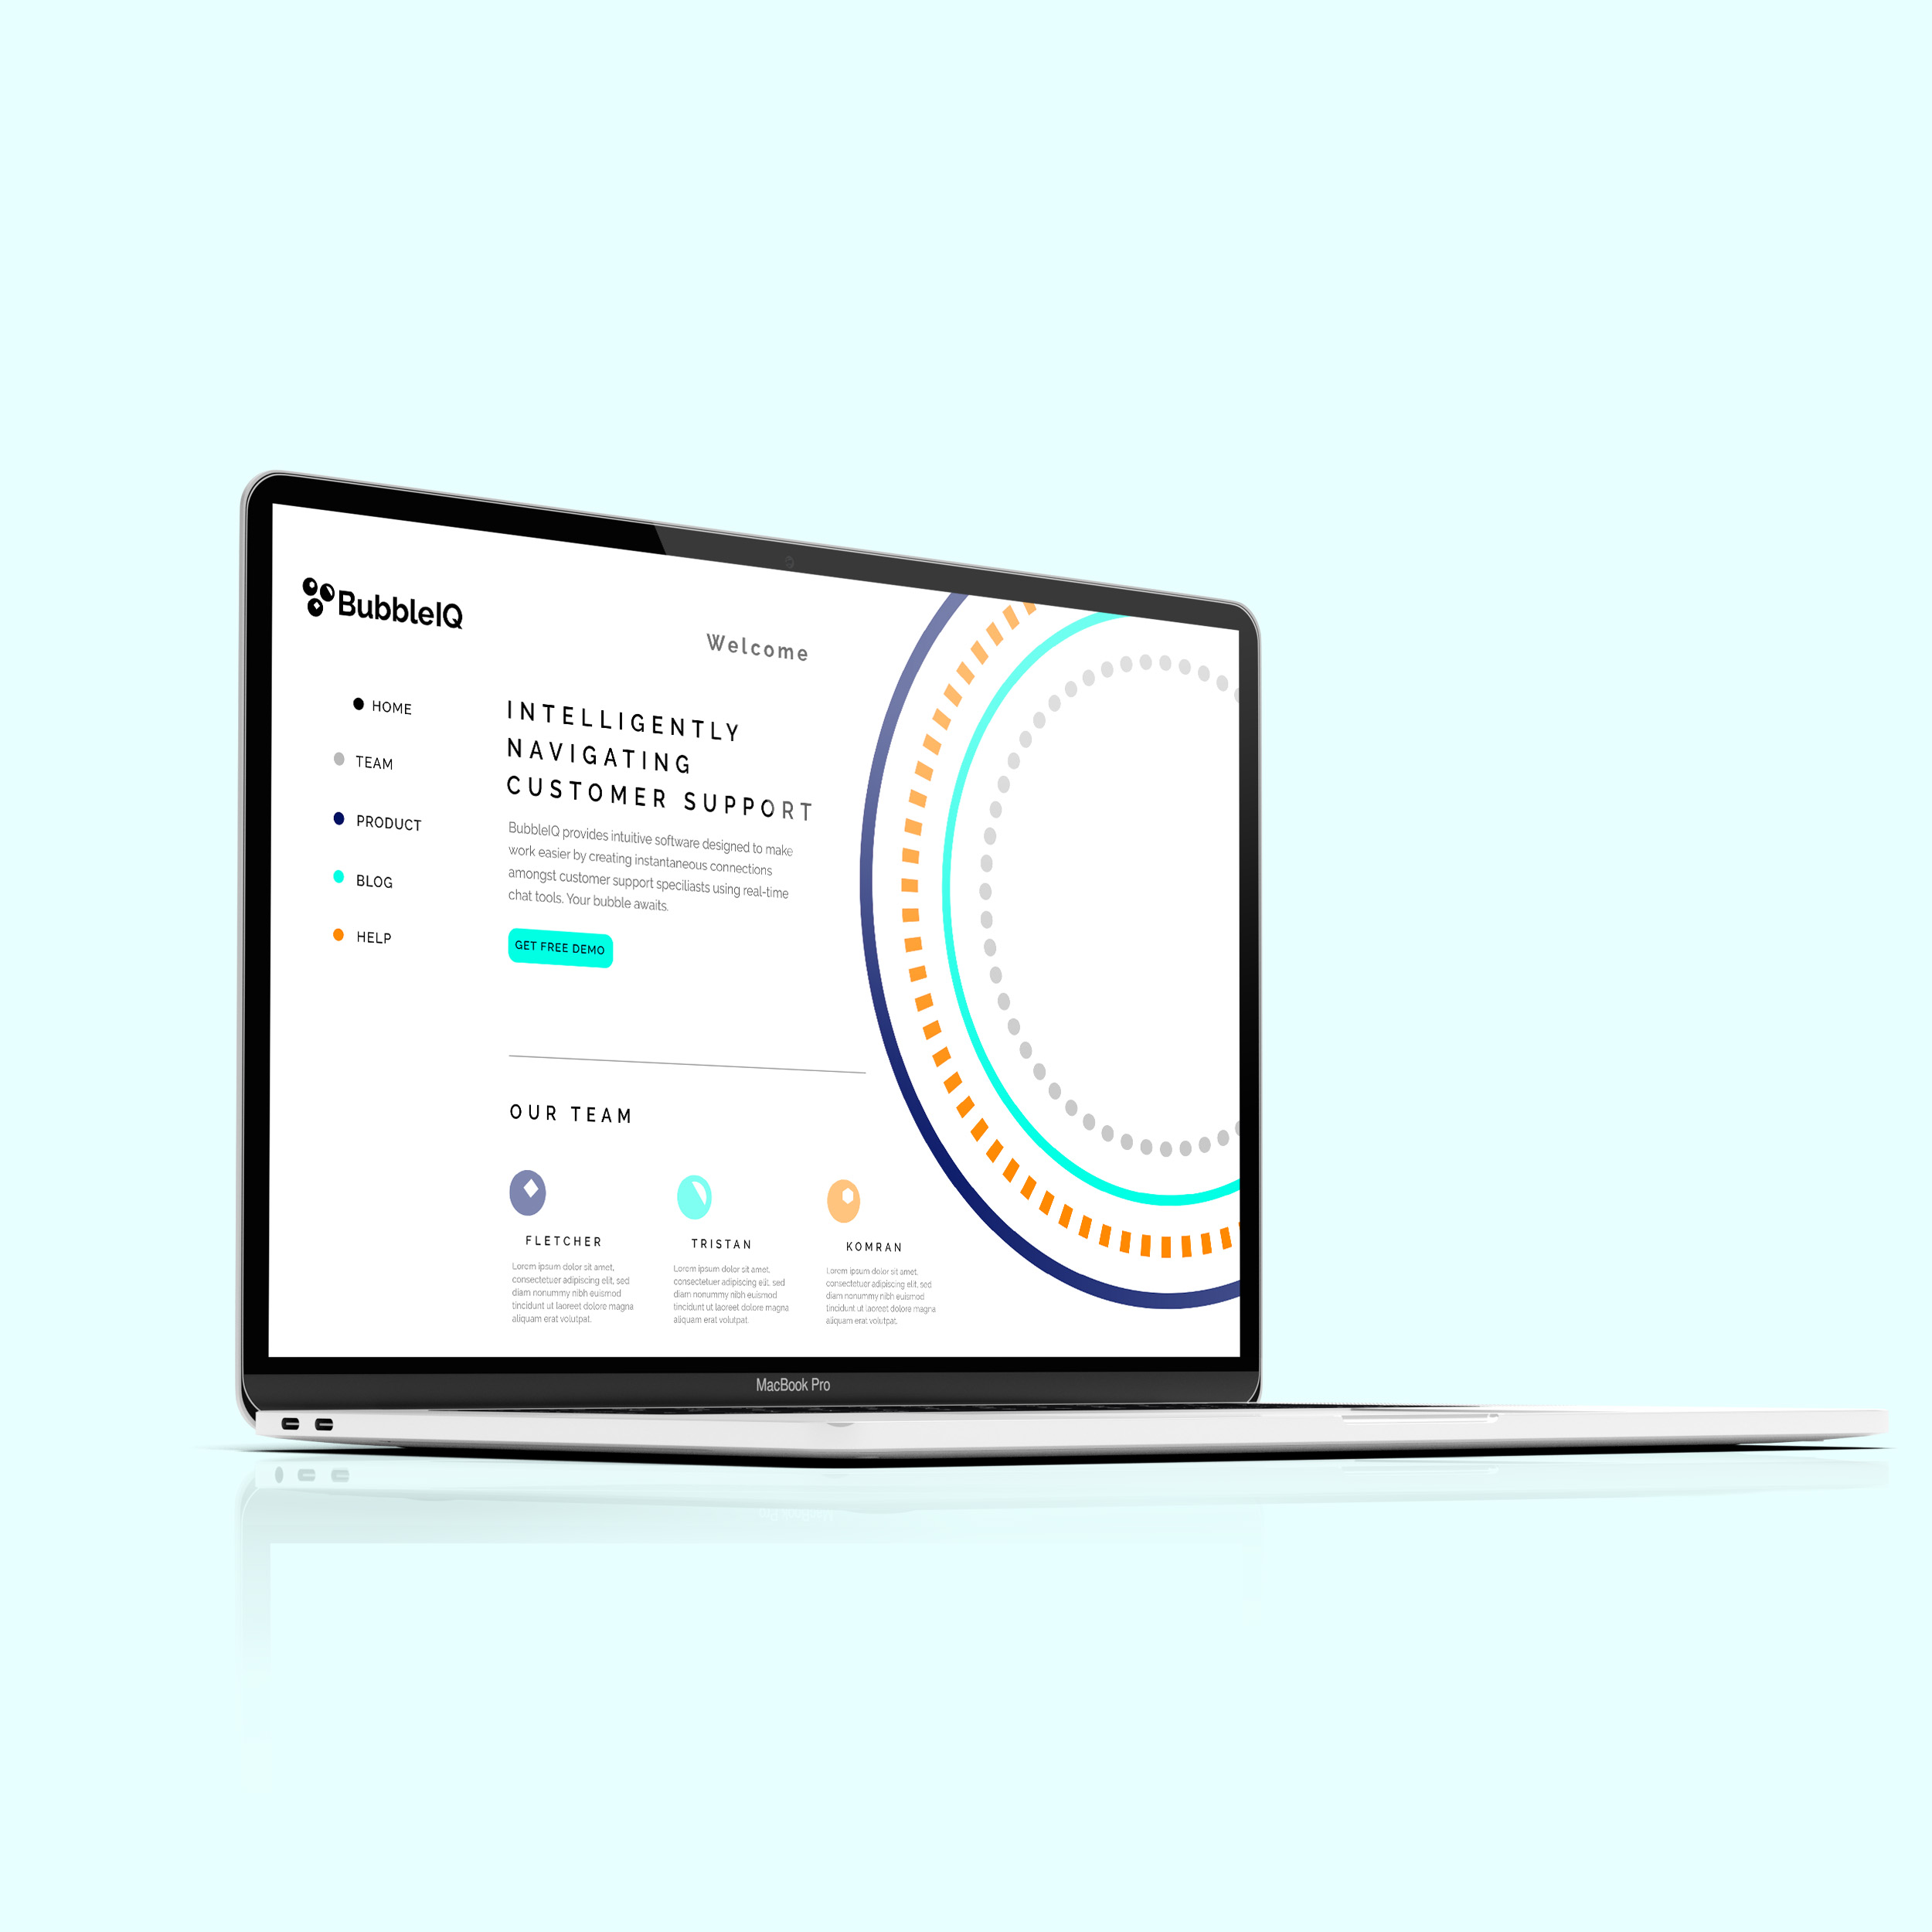 BubbleIQ
Welcome
HOME
TEAM
PRODUCT
BLOG
HELP
INTELLIGENTLY
NAVIGATING
CUSTOMER SUPPORT
BubbleIQ provides intuitive software designed to make
work easier by creating instantaneous connections
amongst customer support speciliasts using real-time
chat tools. Your bubble awaits.
GET FREE DEMO
OUR TEAM
FLETCHER
Lorem ipsum dolor sit amet,
consectetuer adipiscing elit, sed
diam nonummy nibh euismod
tincidunt ut laoreet dolore magna
aliquam erat volutpat.
TRISTAN
Lorem ipsum dolor sit amet,
consectetuer adipiscing elit, sed
diam nonummy nibh euismod
tincidunt ut laoreet dolore magna
aliquam erat volutpat.
KOMRAN
Lorem ipsum dolor sit amet,
consectetuer adipiscing elit, sed
diam nonummy nibh euismod
tincidunt ut laoreet dolore magna
aliquam erat volutpat.
MacBook Pro